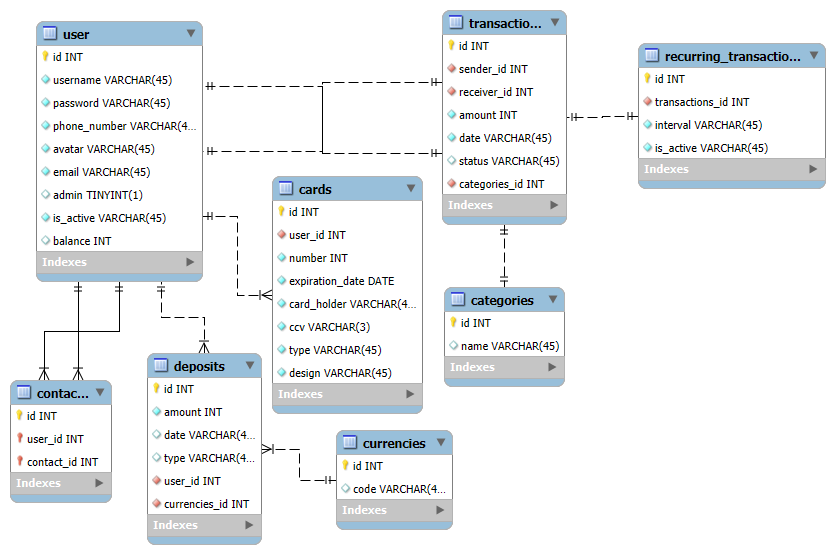 user
id INT
username VARCHAR(45)
password VARCHAR(45)
phone_number VARCHAR(4...
avatar VARCHAR(45)
email VARCHAR(45)
admin TINYINT(1)
is_active VARCHAR(45)
balance INT
Indexes
transactio...
id INT
sender_id INT
receiver_id INT
amount INT
date VARCHAR(45)
status VARCHAR(45)
categories_id INT
Indexes
recurring_transactio...
id INT
transactions_id INT
interval VARCHAR(45)
is_active VARCHAR(45)
Indexes
cards
id INT
user_id INT
number INT
expiration_date DATE
card_holder VARCHAR(4...
ccv VARCHAR(3)
type VARCHAR(45)
design VARCHAR(45)
Indexes
categories
id INT
name VARCHAR(45)
Indexes
contac...
id INT
user_id INT
contact_id INT
Indexes
deposits
id INT
amount INT
date VARCHAR(4...
type VARCHAR(4...
user_id INT
currencies_id INT
Indexes
currencies
id INT
code VARCHAR(4...
Indexes